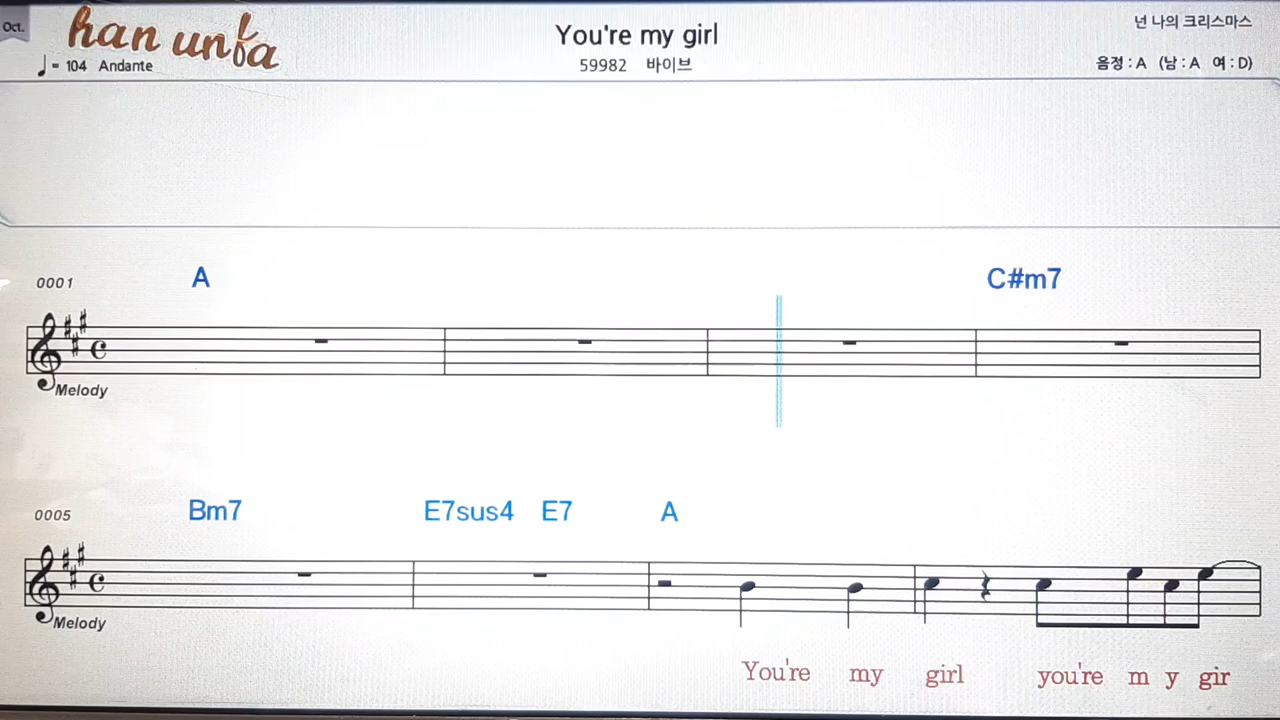 Oct.
han unfa
You're my girl
넌 나의 크리스마스
♩= 104 Andante
59982 바이브
음정 : A (남 : A 여 : D)
0001 A C#m7
Melody
0005 Bm7 E7sus4 E7 A
Melody
You're my girl you're m y gir